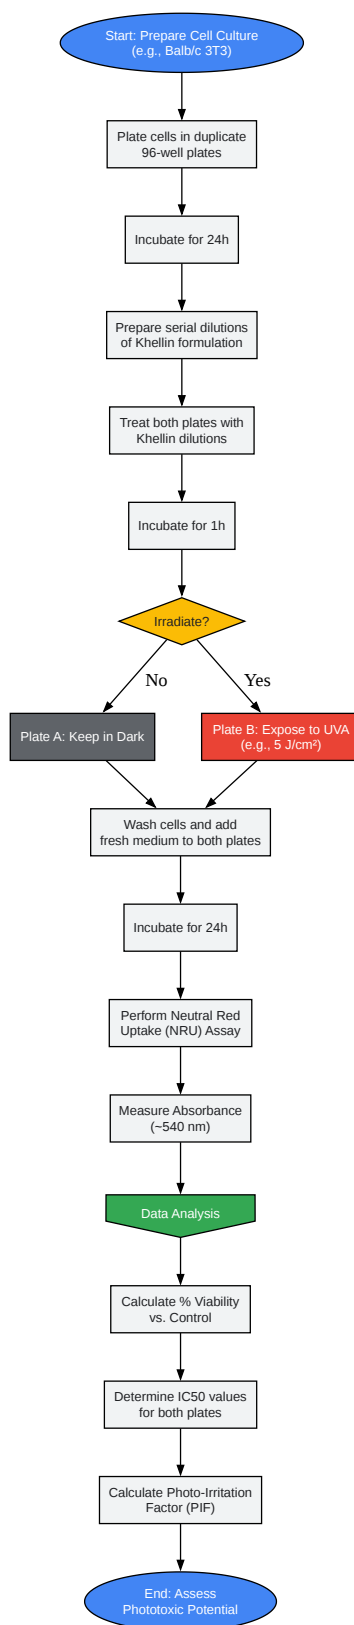 Start: Prepare Cell Culture
(e.g., Balb/c 3T3)
Plate cells in duplicate
96-well plates
Incubate for 24h
Prepare serial dilutions
of Khellin formulation
Treat both plates with
Khellin dilutions
Incubate for 1h
Irradiate?
No
Yes
Plate A: Keep in Dark
Plate B: Expose to UVA
(e.g., 5 J/cm²)
Wash cells and add
fresh medium to both plates
Incubate for 24h
Perform Neutral Red
Uptake (NRU) Assay
Measure Absorbance
(~540 nm)
Data Analysis
Calculate % Viability
vs. Control
Determine IC50 values
for both plates
Calculate Photo-Irritation
Factor (PIF)
End: Assess
Phototoxic Potential